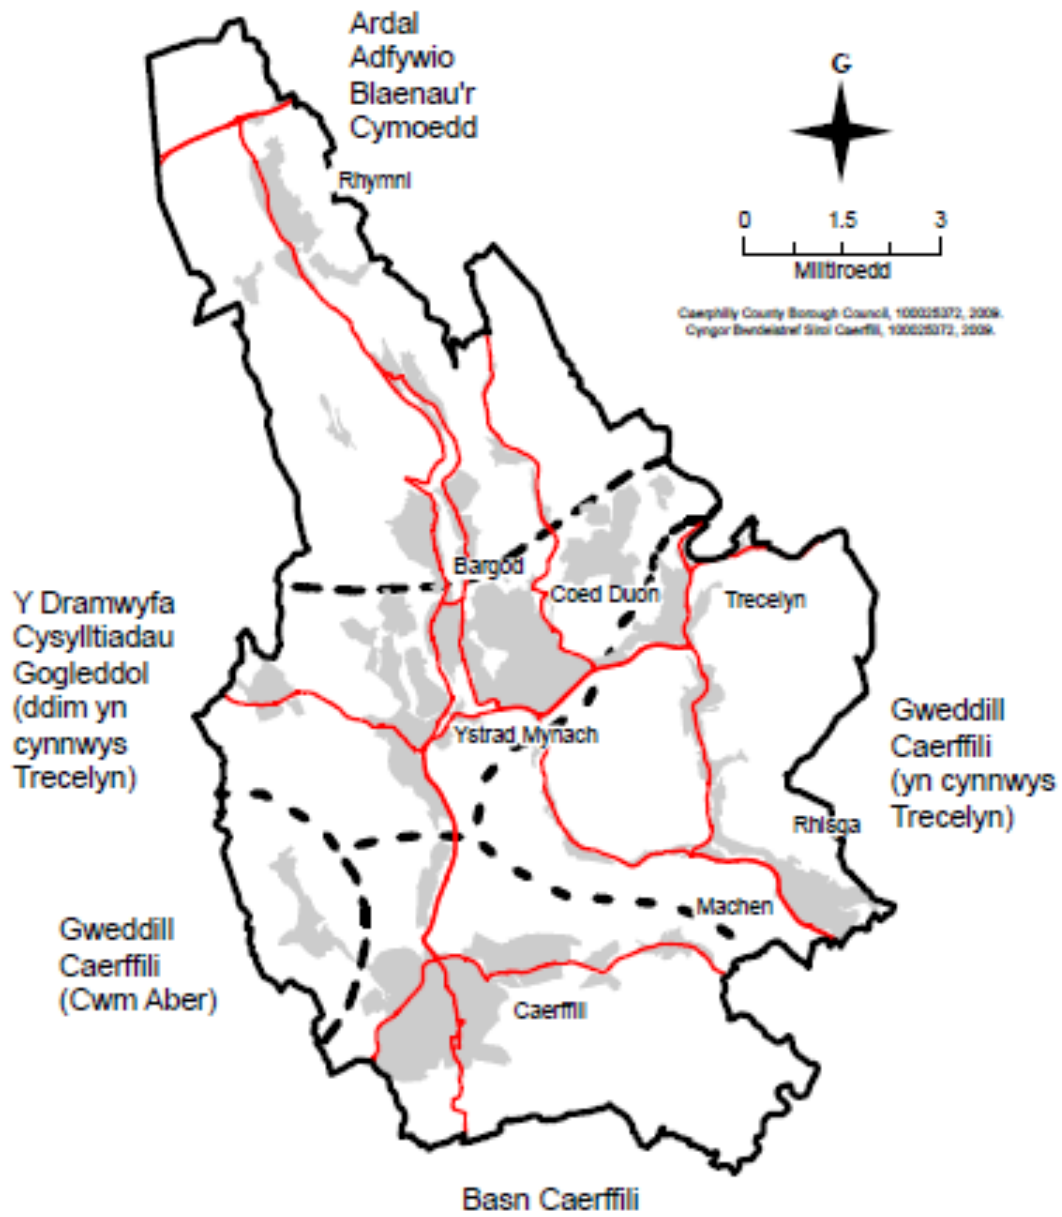 Ardal
Adfywio
Blaenau'r
Cymoedd
G
Rhymni
0 1.5 3
Milltiroedd
Caerphilly County Borough Council, 100025372, 2009.
Cyngor Bwrdeistref Sirol Caerffili, 100025372, 2009.
Bargod
Coed Duon
Trecelyn
Y Dramwyfa
Cysylltiadau
Gogleddol
(ddim yn
cynnwys
Trecelyn)
Ystrad Mynach
Gweddill
Caerffili
(yn cynnwys
Trecelyn)
Rhisga
Machen
Gweddill
Caerffili
(Cwm Aber)
Caerffili
Basn Caerffili